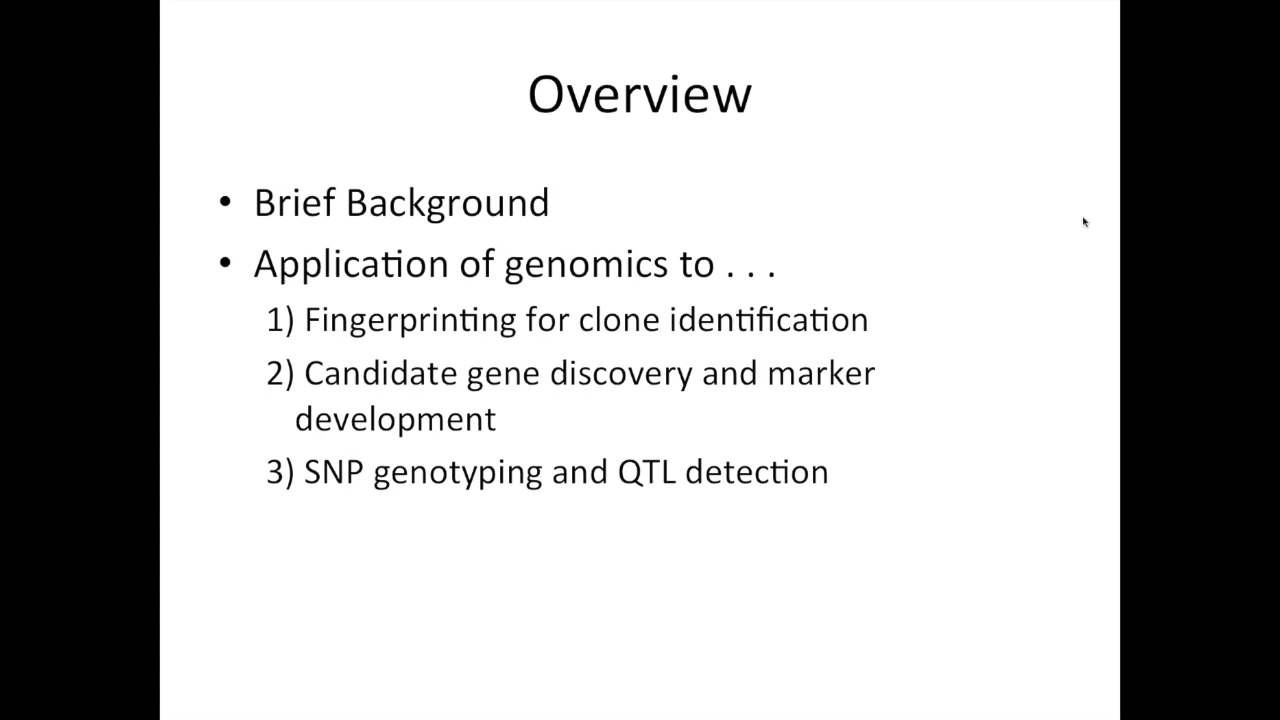 Overview
• Brief Background
• Application of genomics to . . .
1) Fingerprinting for clone identification
2) Candidate gene discovery and marker
development
3) SNP genotyping and QTL detection